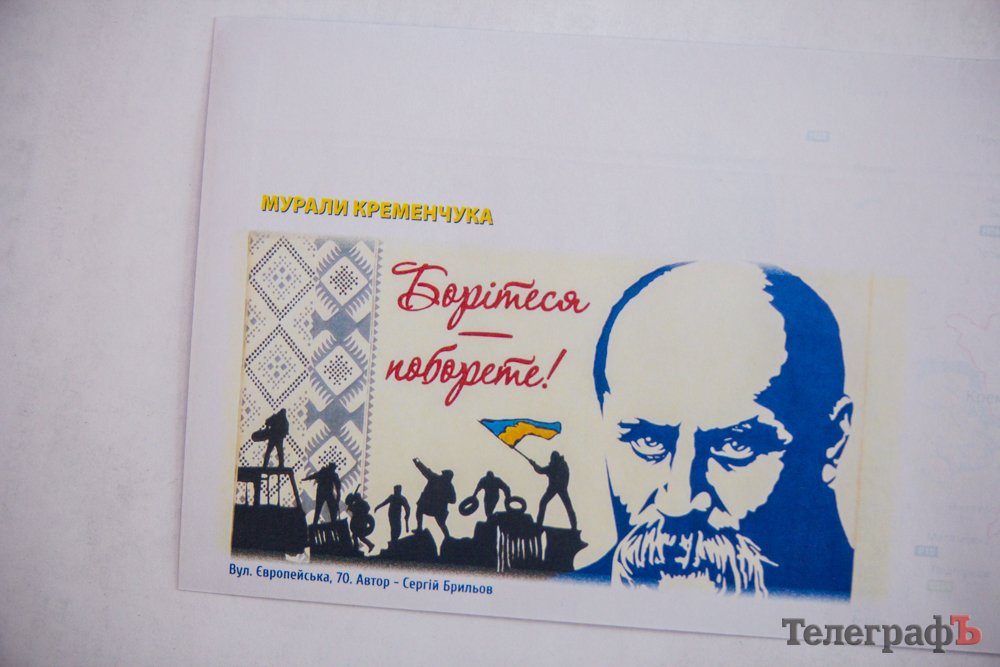 МУРАЛИ КРЕМЕНЧУКА
Борітеся
—
поборете!
Вул. Європейська, 70. Автор - Сергій Брильов
ТелеграфЪ